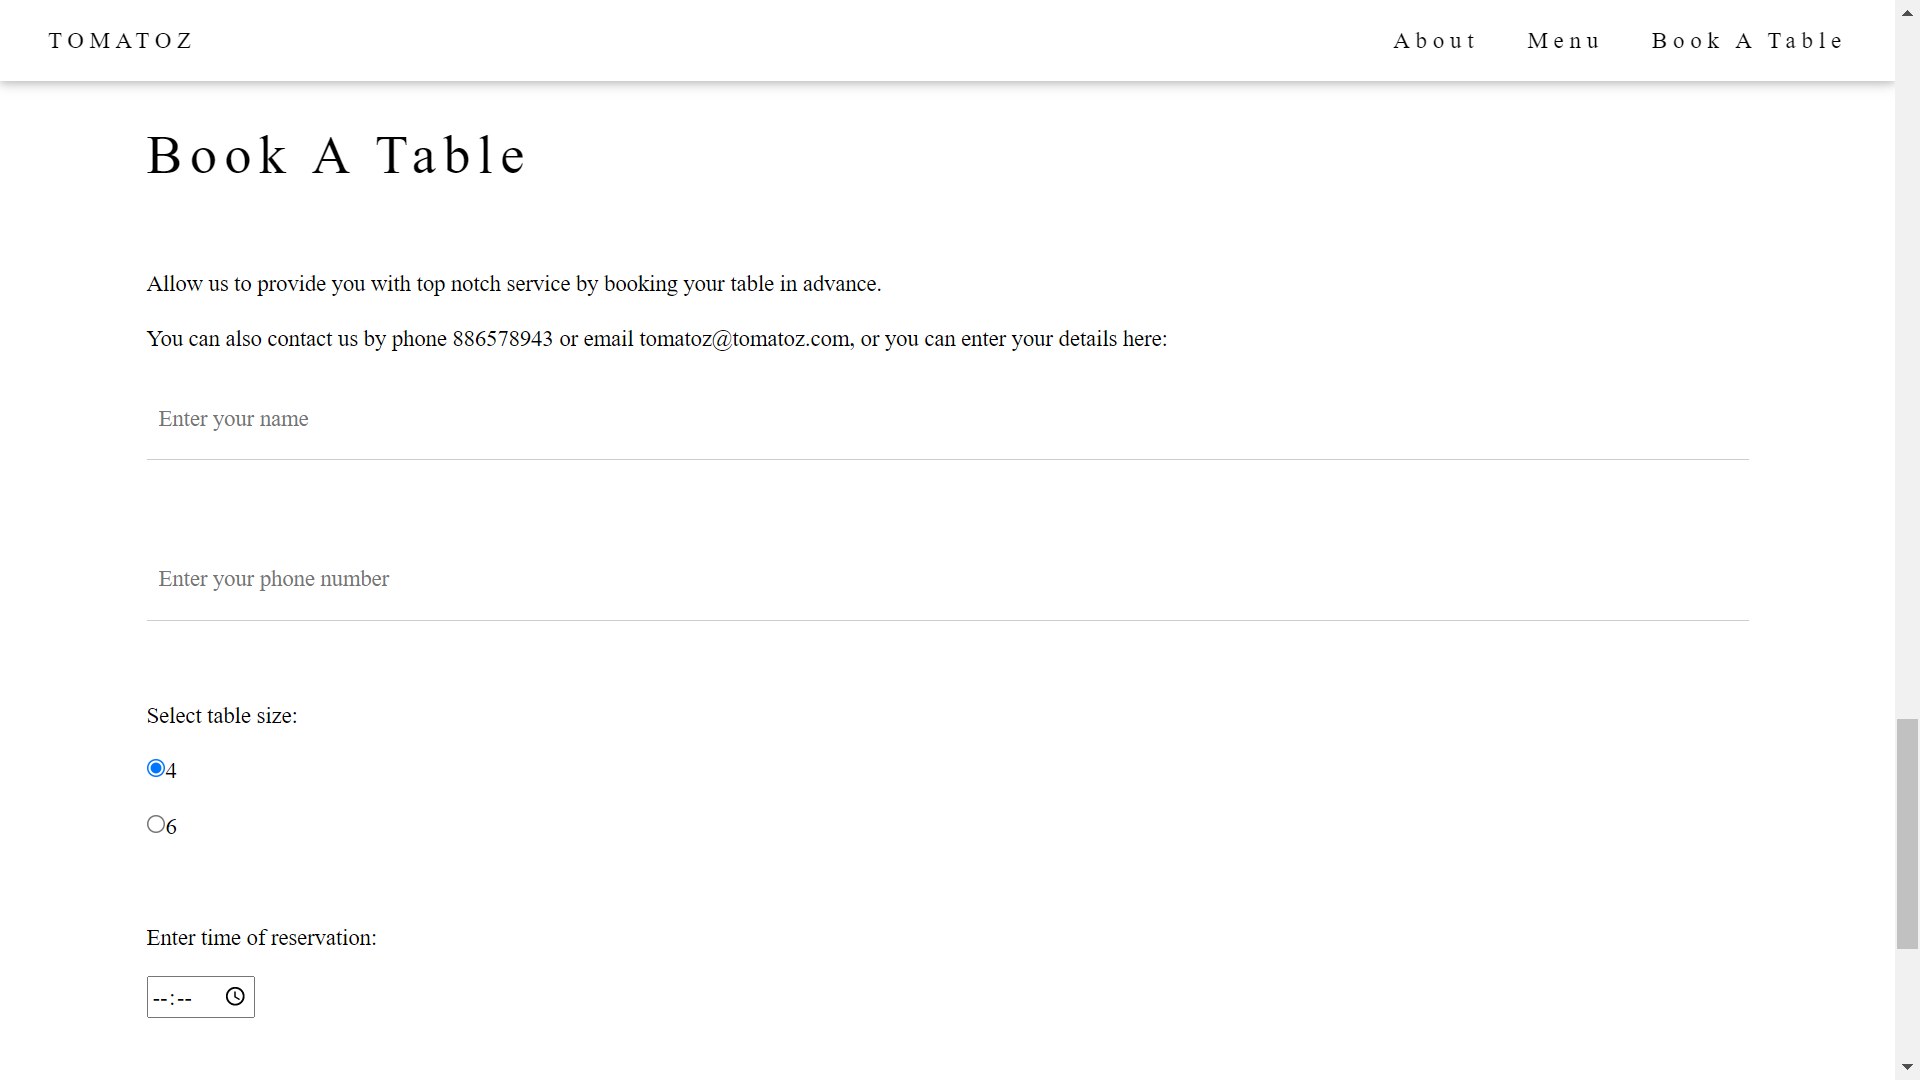 TOMATOZ About Menu Book A Table
Book A Table
Allow us to provide you with top notch service by booking your table in advance.
You can also contact us by phone 886578943 or email tomatoz@tomatoz.com, or you can enter your details here:
Enter your name
Enter your phone number
Select table size:
4
6
Enter time of reservation:
--:--